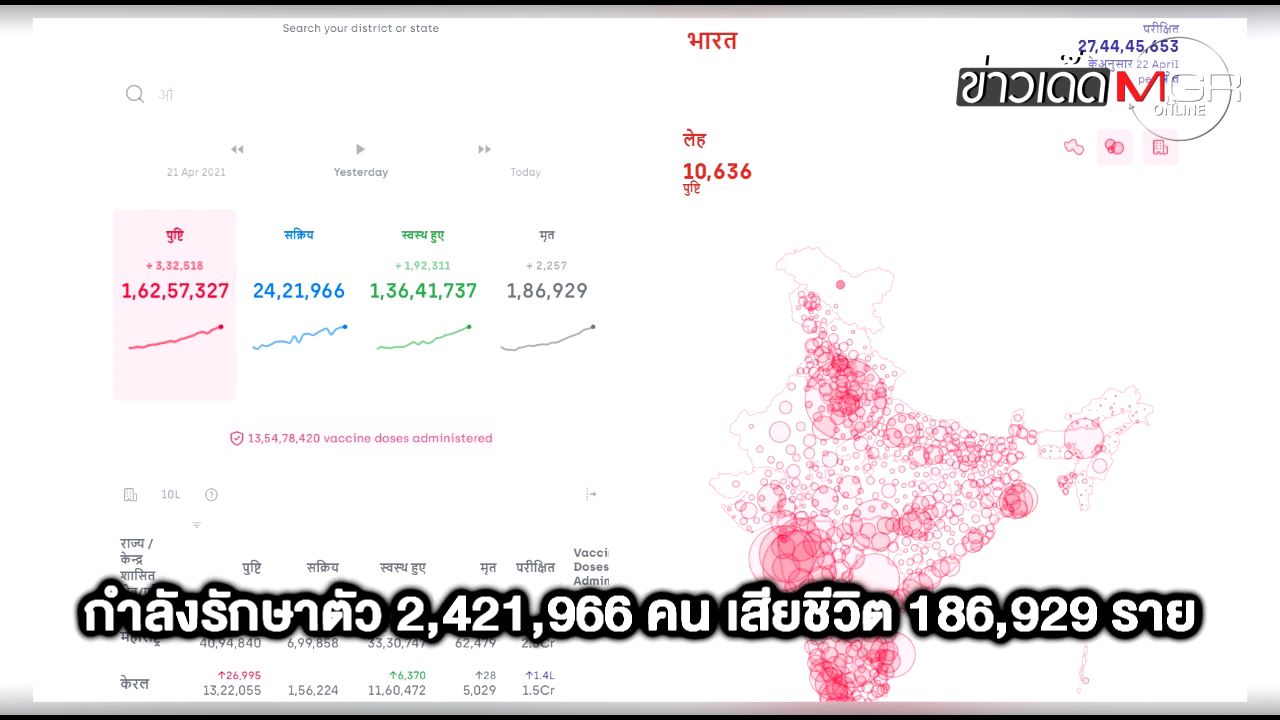 Search your district or state
भारत
परीक्षित
27,44,45,653
केअनुसार 22 April
ข่าวเด็ด MGR
ONLINE
ऑ
21 Apr 2021
Yesterday
Today
लेह
10,636
पुष्टि
पुष्टि
सक्रिय
स्वस्थ हुए
मृत
+ 3,32,518
+ 1,92,311
+ 2,257
1,62,57,327
24,21,966
1,36,41,737
1,86,929
13,54,78,420 vaccine doses administered
10L
राज्य /
केन्द्र
शासित
पुष्टि
सक्रिय
स्वस्थ हुए
मृत
परीक्षित
Doses
กำลังรักษาตัว 2,421,966 คน เสียชีวิต 186,929 ราย
40,94,840
6,99,858
33,30,747
62,479
केरल
↑26,995
↑6,370
↑28
↑1.4L
13,22,055
1,56,224
11,60,472
5,029
1.5Cr